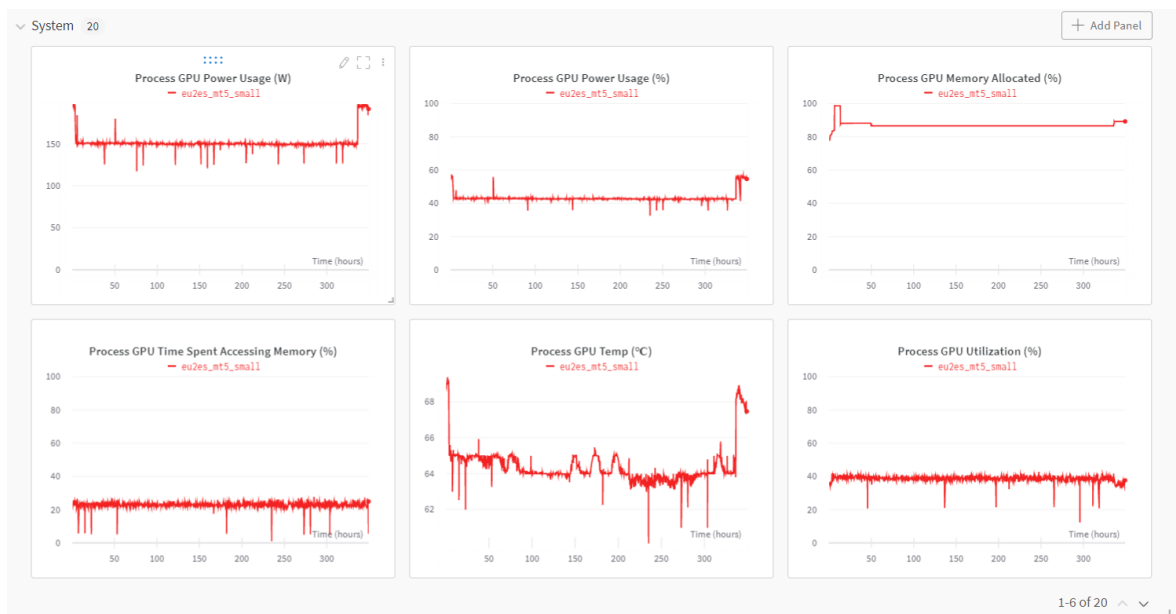 System 20
Add Panel
Process GPU Power Usage (W)
eu2es_mt5_small
150
100
50
0
Time (hours)
50 100 150 200 250 300
Process GPU Power Usage (%)
eu2es_mt5_small
100
80
60
40
20
0
Time (hours)
50 100 150 200 250 300
Process GPU Memory Allocated (%)
eu2es_mt5_small
100
80
60
40
20
0
Time (hours)
50 100 150 200 250 300
Process GPU Time Spent Accessing Memory (%)
eu2es_mt5_small
100
80
60
40
20
0
Time (hours)
50 100 150 200 250 300
Process GPU Temp (℃)
eu2es_mt5_small
68
66
64
62
Time (hours)
50 100 150 200 250 300
Process GPU Utilization (%)
eu2es_mt5_small
100
80
60
40
20
0
Time (hours)
50 100 150 200 250 300
1-6 of 20